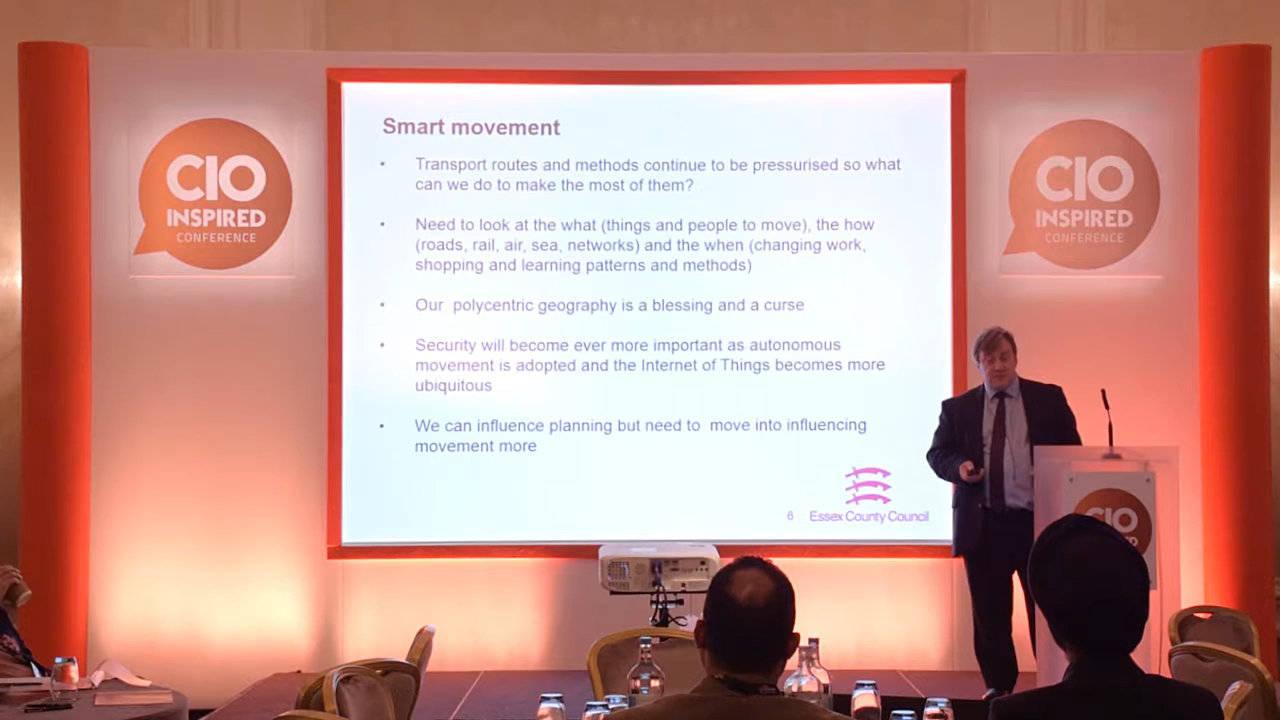 CIO
INSPIRED
CONFERENCE
Smart movement
• Transport routes and methods continue to be pressurised so what
can we do to make the most of them?
• Need to look at the what (things and people to move), the how
(roads, rail, air, sea, networks) and the when (changing work,
shopping and learning patterns and methods)
• Our polycentric geography is a blessing and a curse
• Security will become ever more important as autonomous
movement is adopted and the Internet of Things becomes more
ubiquitous
• We can influence planning but need to move into influencing
movement more
6 Essex County Council
CIO
INSPIRED
CONFERENCE
CIO